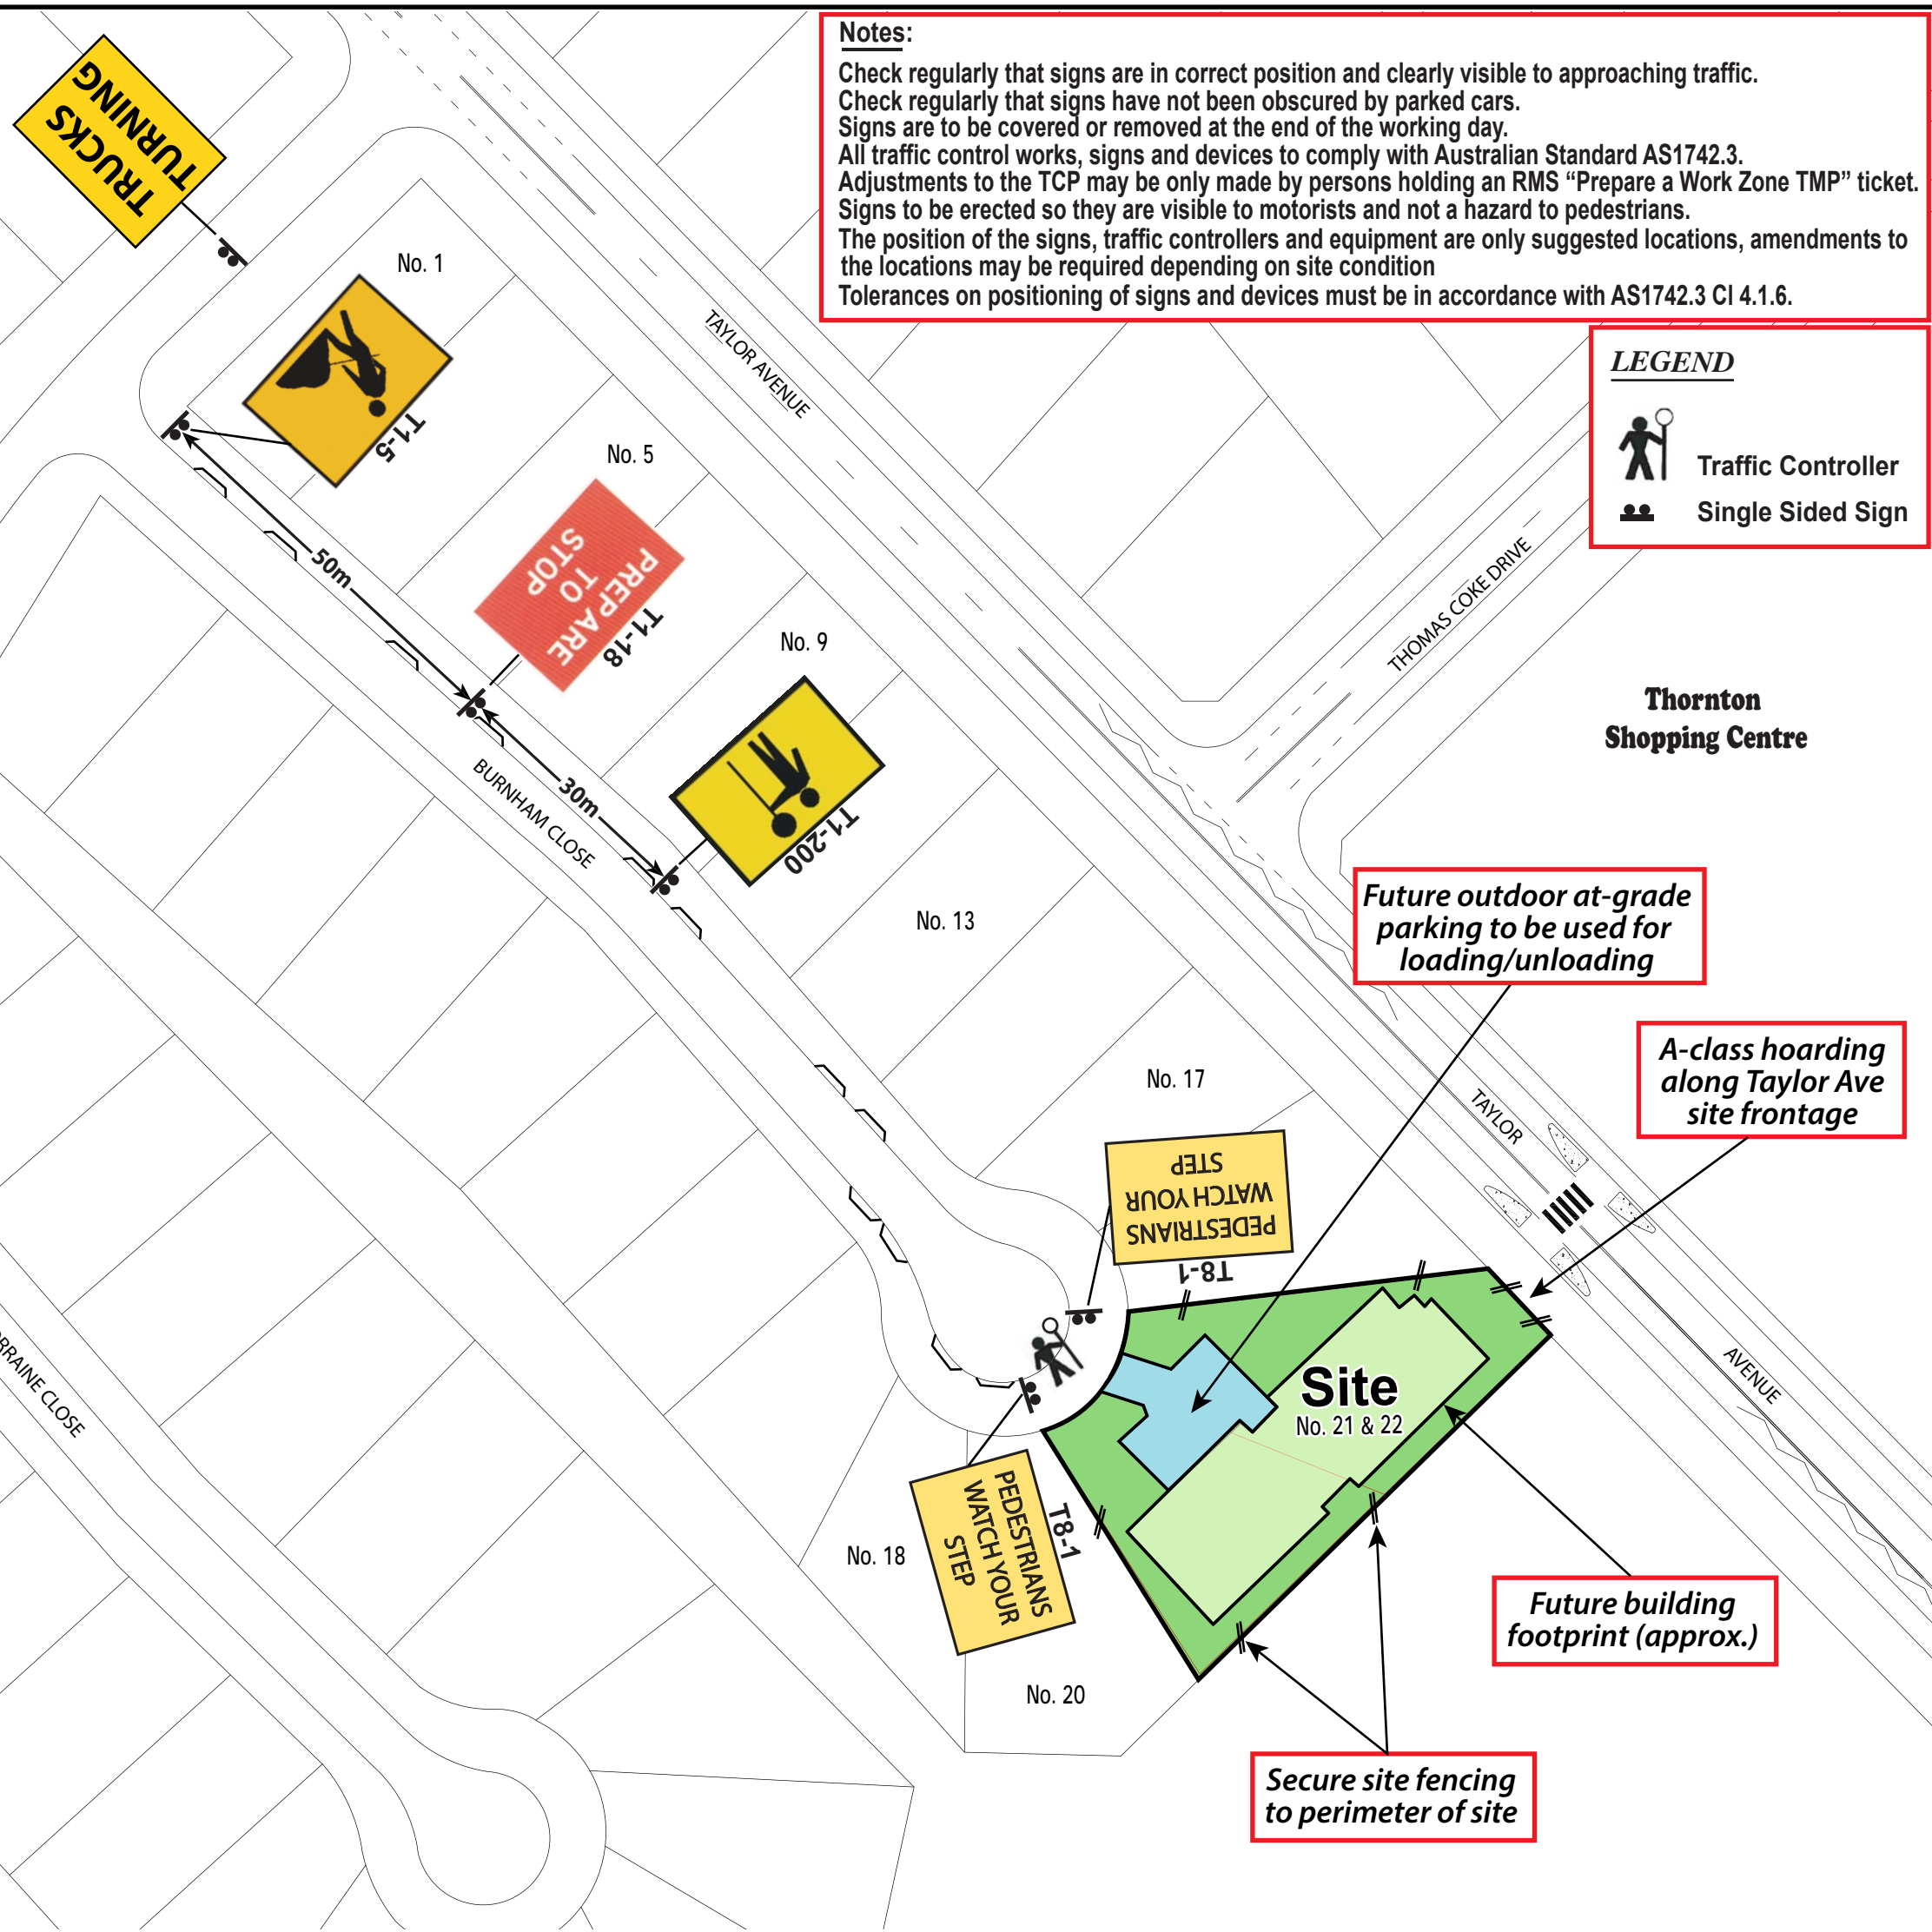 Notes:
Check regularly that signs are in correct position and clearly visible to approaching traffic.
Check regularly that signs have not been obscured by parked cars.
Signs are to be covered or removed at the end of the working day.
All traffic control works, signs and devices to comply with Australian Standard AS1742.3.
Adjustments to the TCP may be only made by persons holding an RMS “Prepare a Work Zone TMP” ticket.
Signs to be erected so they are visible to motorists and not a hazard to pedestrians.
The position of the signs, traffic controllers and equipment are only suggested locations, amendments to
the locations may be required depending on site condition
Tolerances on positioning of signs and devices must be in accordance with AS1742.3 Cl 4.1.6.
LEGEND
Traffic Controller
Single Sided Sign
TRUCKS
TURNING
No. 1
T1-5
TAYLOR AVENUE
No. 5
PREPARE
TO
STOP
T1-18
50m
No. 9
T1-200
30m
BURNHAM CLOSE
THOMAS COKE DRIVE
Thornton
Shopping Centre
No. 13
Future outdoor at-grade
parking to be used for
loading/unloading
A-class hoarding
along Taylor Ave
site frontage
No. 17
TAYLOR
AVENUE
PEDESTRIANS
WATCH YOUR
STEP
T8-1
Site
No. 21 & 22
PEDESTRIANS
WATCH YOUR
STEP
T8-1
No. 18
No. 20
Future building
footprint (approx.)
Secure site fencing
to perimeter of site
CLOSE